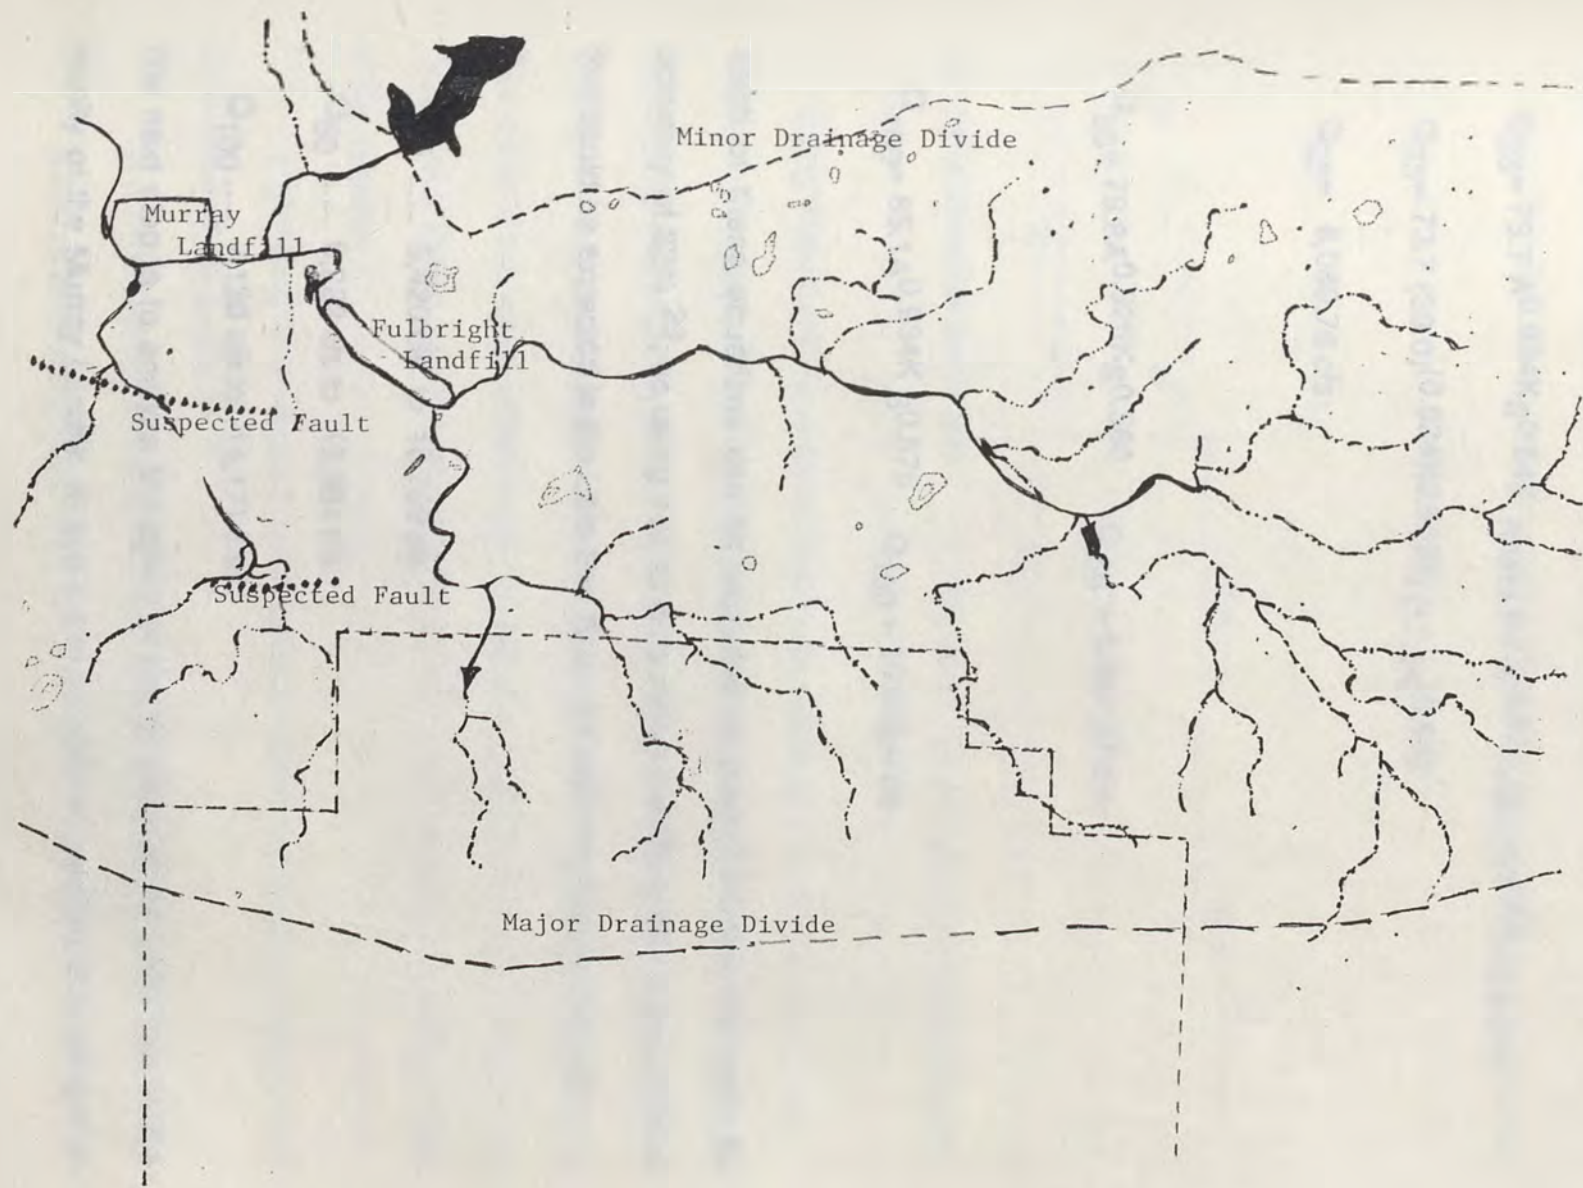 Minor Drainage Divide
Murray
Landfill
Fulbright
Landfill
Suspected Fault
Suspected Fault
Major Drainage Divide